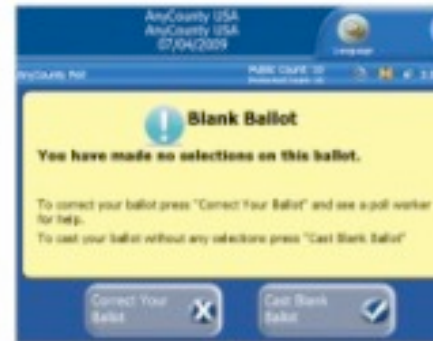 AnyCounty USA
AnyCounty USA
07/04/2009
Language
AnyCounty Poll
Public Count: 10
Blank Ballot
You have made no selections on this ballot.
To correct your ballot press "Correct Your Ballot" and see a poll worker
for help.
To cast your ballot without any selections press "Cast Blank Ballot"
Correct Your
Ballot
Cast Blank
Ballot